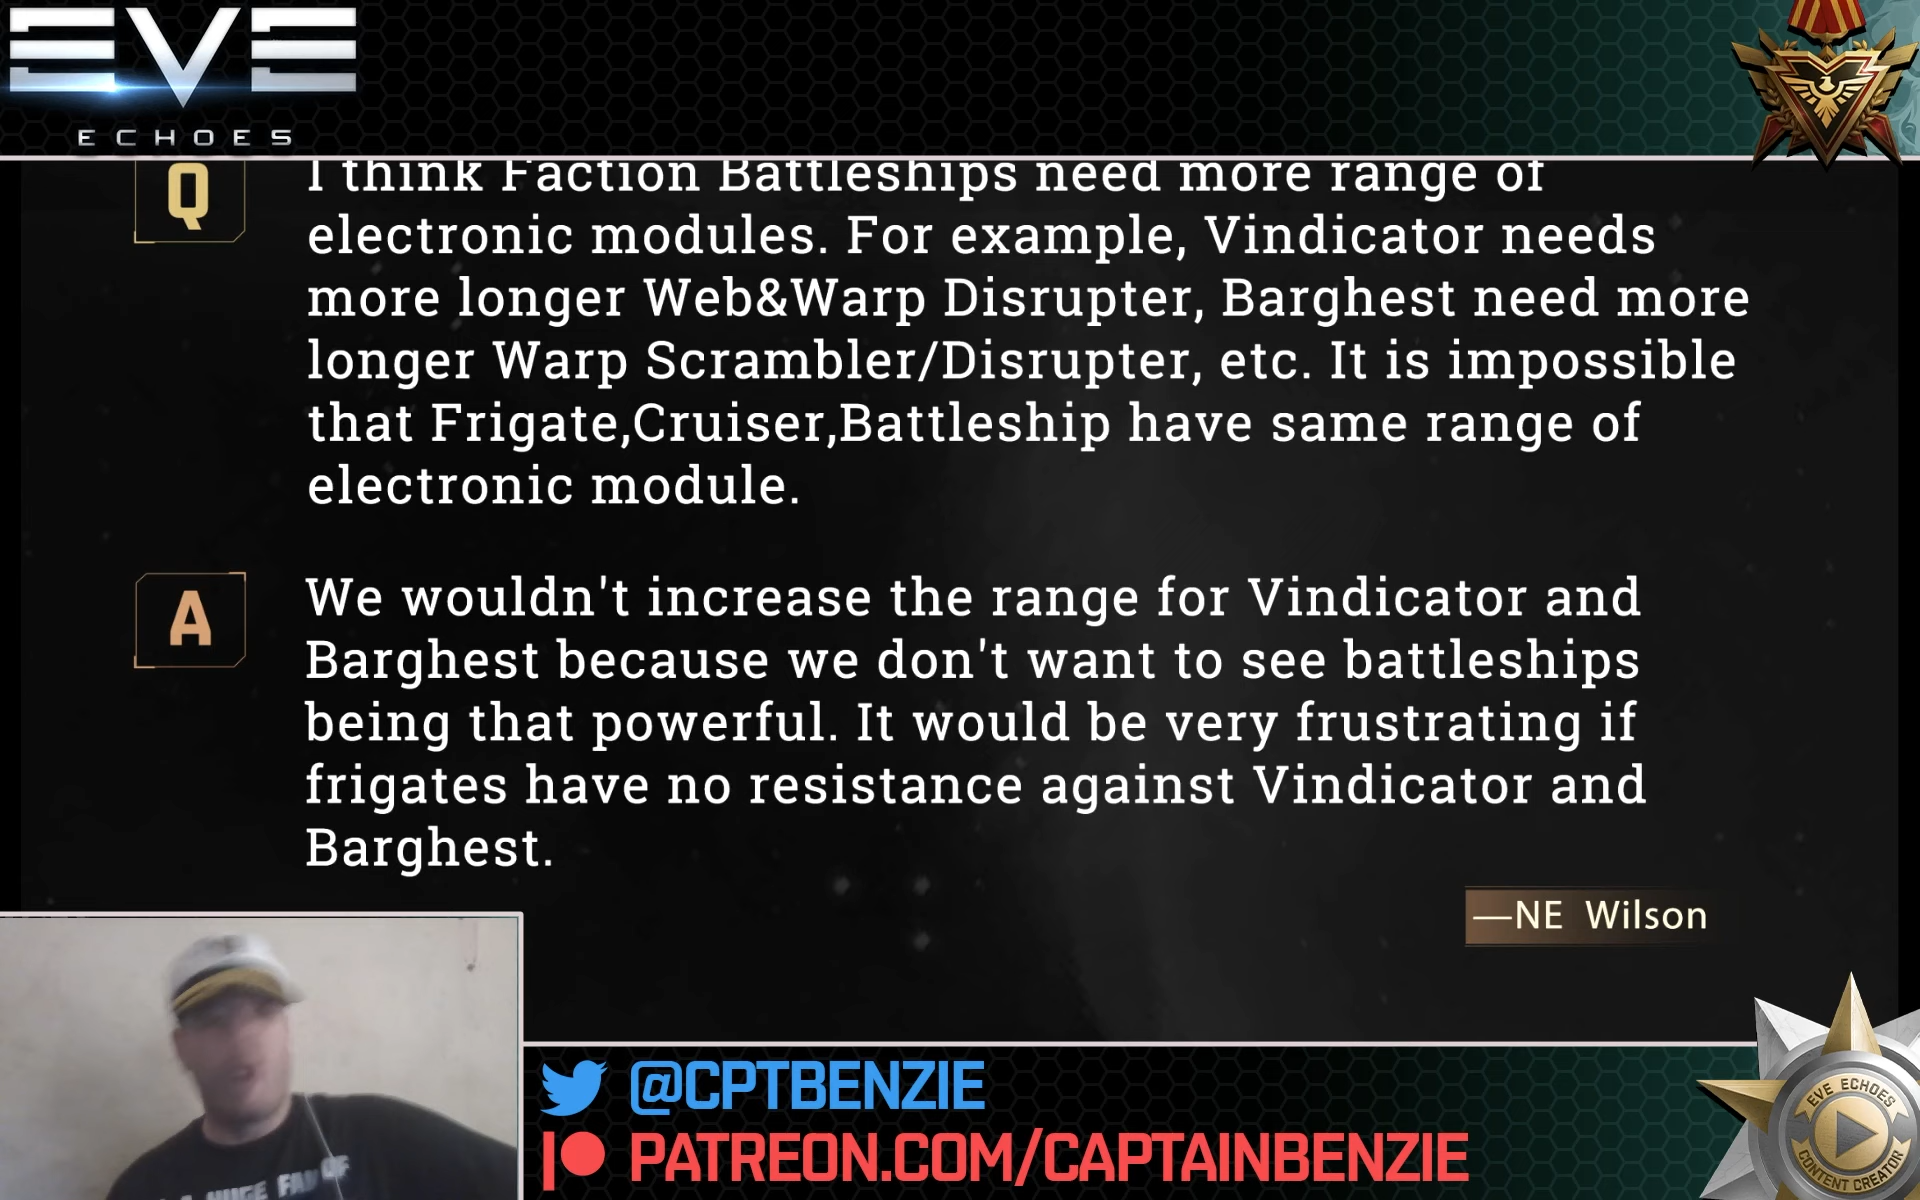 EVE
ECHOES
Q
I think Faction Battleships need more range of
electronic modules. For example, Vindicator needs
more longer Web&Warp Disrupter, Barghest need more
longer Warp Scrambler/Disrupter, etc. It is impossible
that Frigate,Cruiser,Battleship have same range of
electronic module.
A
We wouldn't increase the range for Vindicator and
Barghest because we don't want to see battleships
being that powerful. It would be very frustrating if
frigates have no resistance against Vindicator and
Barghest.
—NE Wilson
A HUGE FAN OF
@CPTBENZIE
PATREON.COM/CAPTAINBENZIE
EVE ECHOES
CONTENT CREATOR